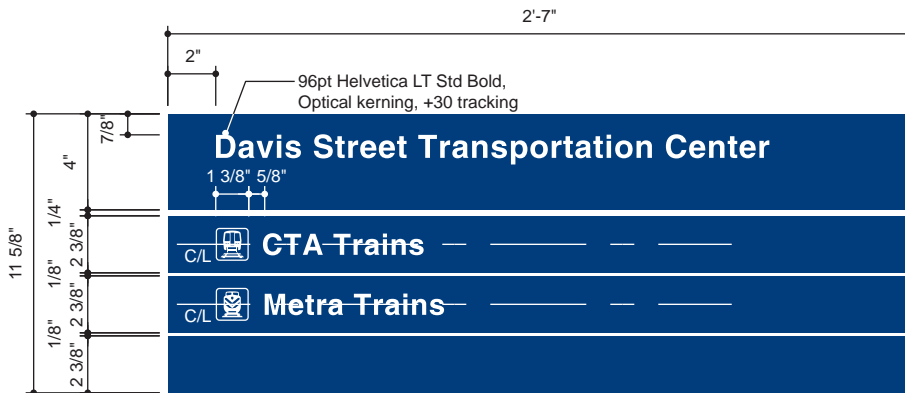 2'-7"
2"
96pt Helvetica LT Std Bold,
Optical kerning, +30 tracking
7/8"
4"
Davis Street Transportation Center
1 3/8" 5/8"
1/4"
11 5/8"
2 3/8"
C/L CTA Trains
1/8"
2 3/8"
C/L Metra Trains
1/8"
2 3/8"